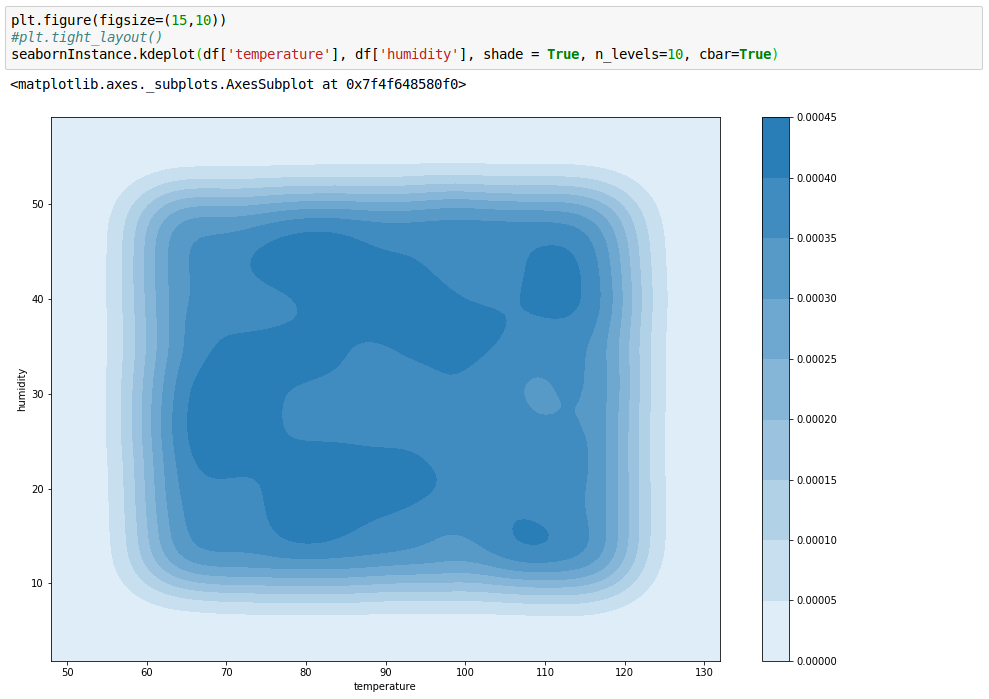 plt.figure(figsize=(15,10))
#plt.tight_layout()
seabornInstance.kdeplot(df['temperature'], df['humidity'], shade = True, n_levels=10, cbar=True)
<matplotlib.axes._subplots.AxesSubplot at 0x7f4f648580f0>
50
40
30
20
10
humidity
50 60 70 80 90 100 110 120 130
temperature
0.00045
0.00040
0.00035
0.00030
0.00025
0.00020
0.00015
0.00010
0.00005
0.00000